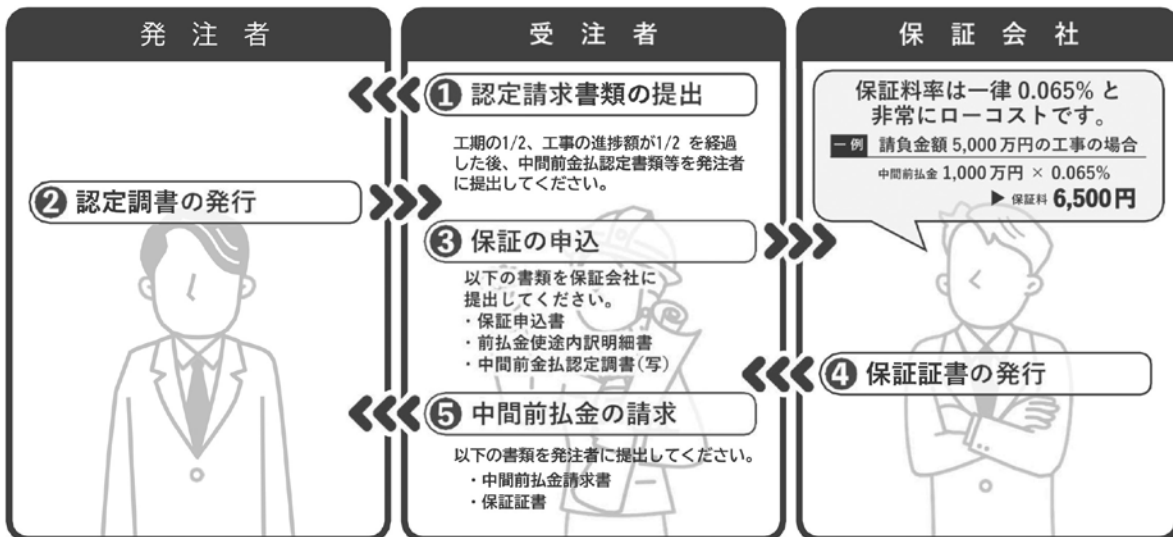 発注者
受注者
保証会社
❶ 認定請求書類の提出
工期の1/2、工事の進捗額が1/2 を経過
した後、中間前金払認定書類等を発注者
に提出してください。
❷ 認定調書の発行
❸ 保証の申込
以下の書類を保証会社に
提出してください。
・保証申込書
・前払金使途内訳明細書
・中間前金払認定調書(写)
保証料率は一律 0.065% と
非常にローコストです。
一例 請負金額 5,000 万円の工事の場合
中間前払金 1,000 万円 × 0.065%
▶ 保証料 6,500 円
❹ 保証証書の発行
❺ 中間前払金の請求
以下の書類を発注者に提出してください。
・中間前払金請求書
・保証証書